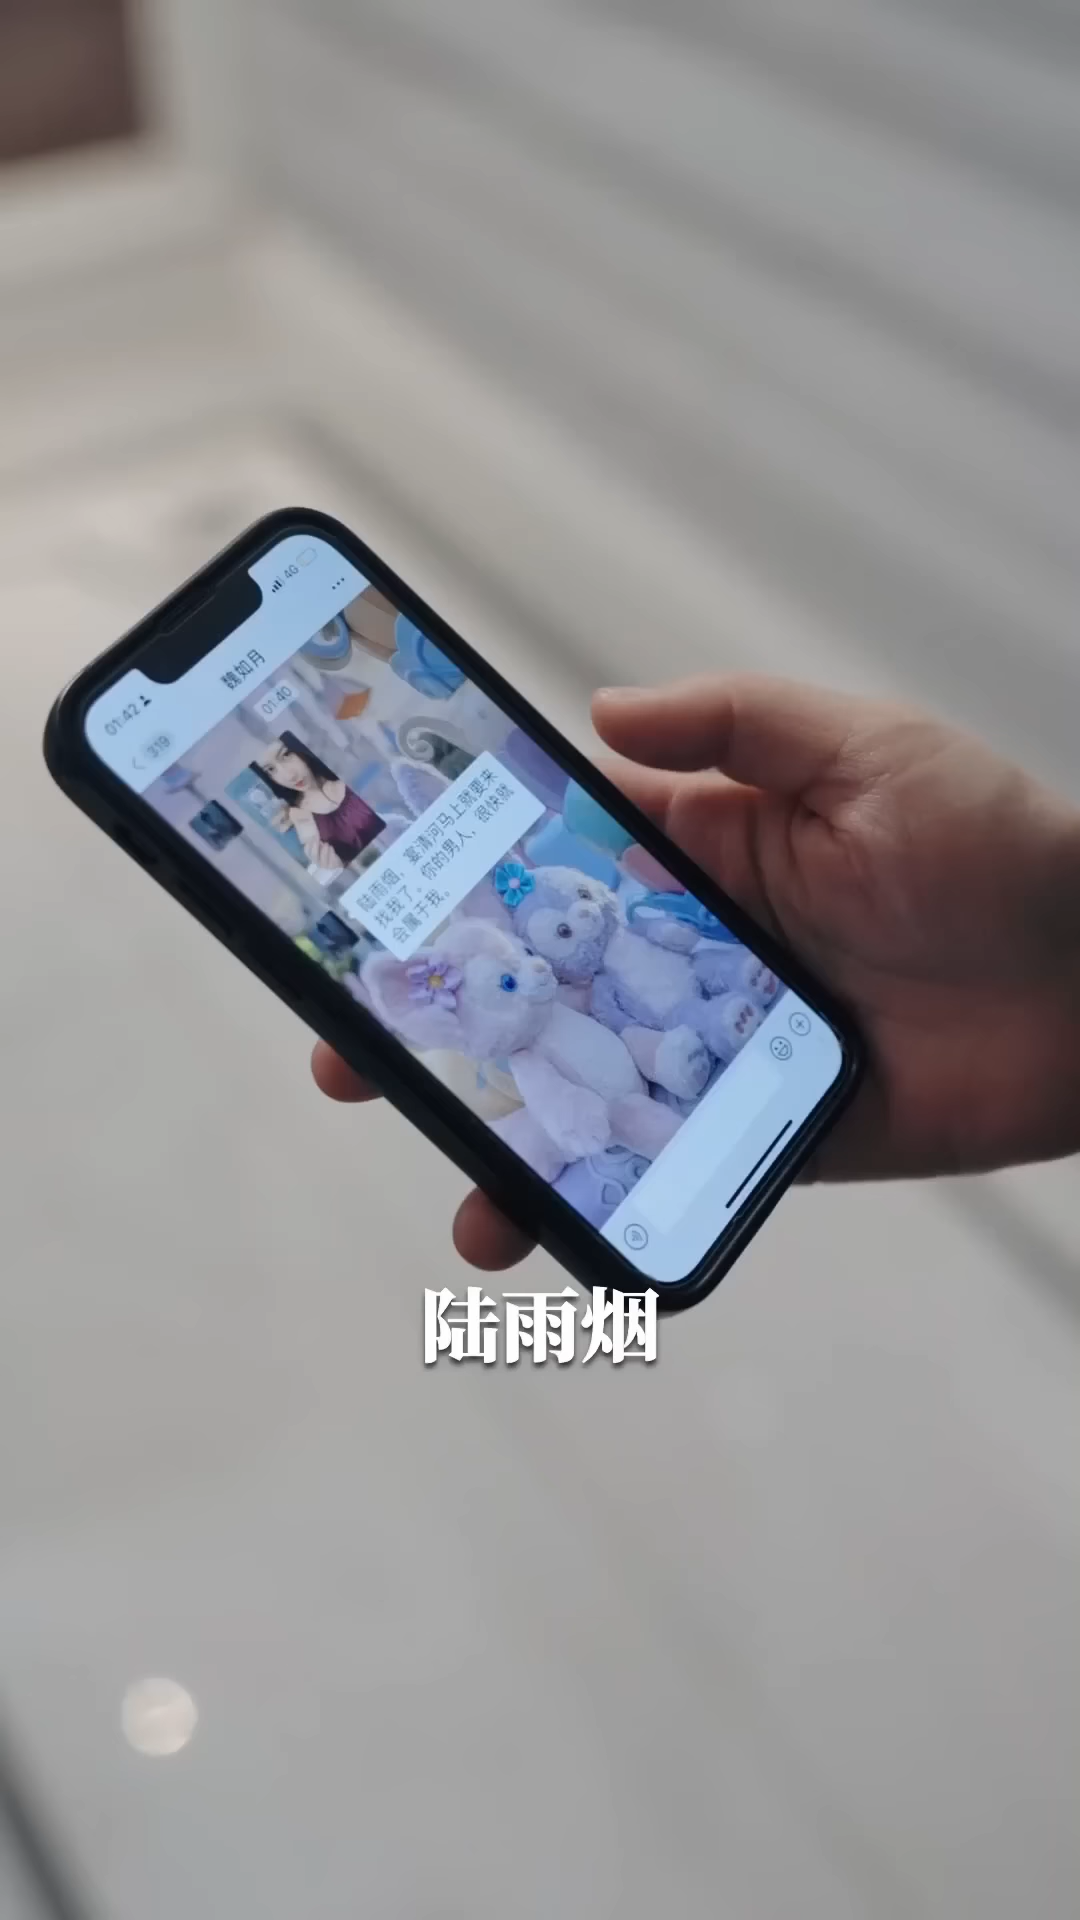 4G
01:42
319
魏如月
01:40
陆雨烟，宴清河马上就要来
找我了。你的男人，很快就
会属于我。
陆雨烟